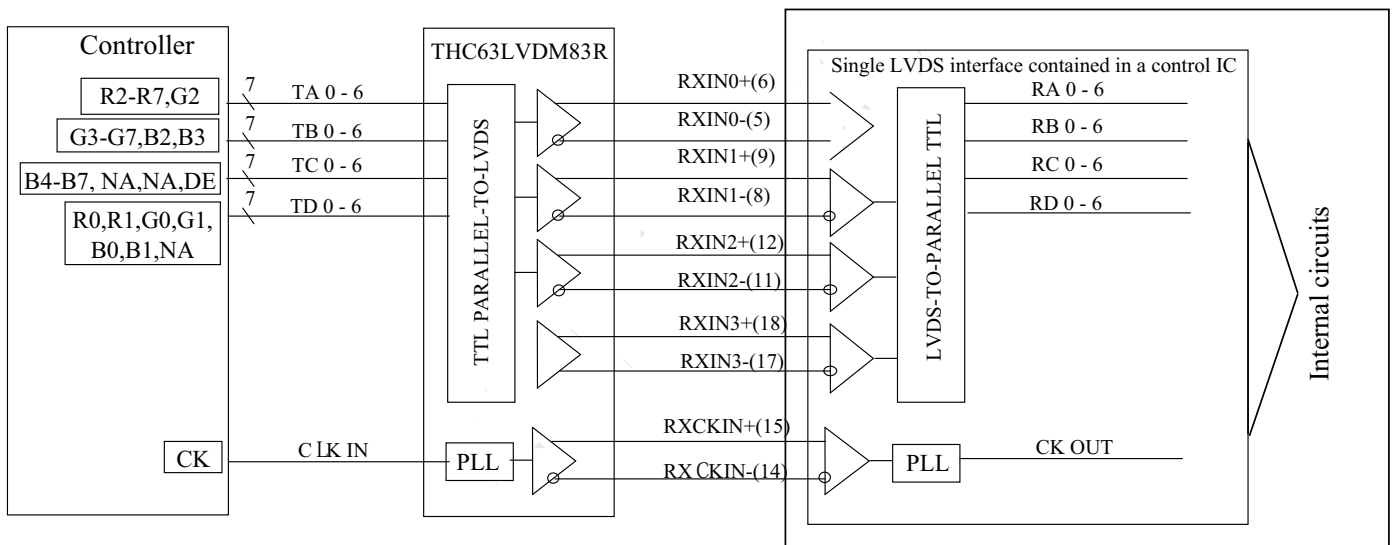 Controller
R2-R7,G2
G3-G7,B2,B3
B4-B7, NA,NA,DE
R0,R1,G0,G1,
B0,B1,NA
CK
7
TA 0 - 6
7
TB 0 - 6
7
TC 0 - 6
7
TD 0 - 6
CLK IN
THC63LVDM83R
TTL PARALLEL-TO-LVDS
PLL
RXIN0+(6)
RXIN0-(5)
RXIN1+(9)
RXIN1-(8)
RXIN2+(12)
RXIN2-(11)
RXIN3+(18)
RXIN3-(17)
RXCKIN+(15)
RXCKIN-(14)
Single LVDS interface contained in a control IC
LVDS-TO-PARALLEL TTL
PLL
RA 0 - 6
RB 0 - 6
RC 0 - 6
RD 0 - 6
CK OUT
Internal circuits